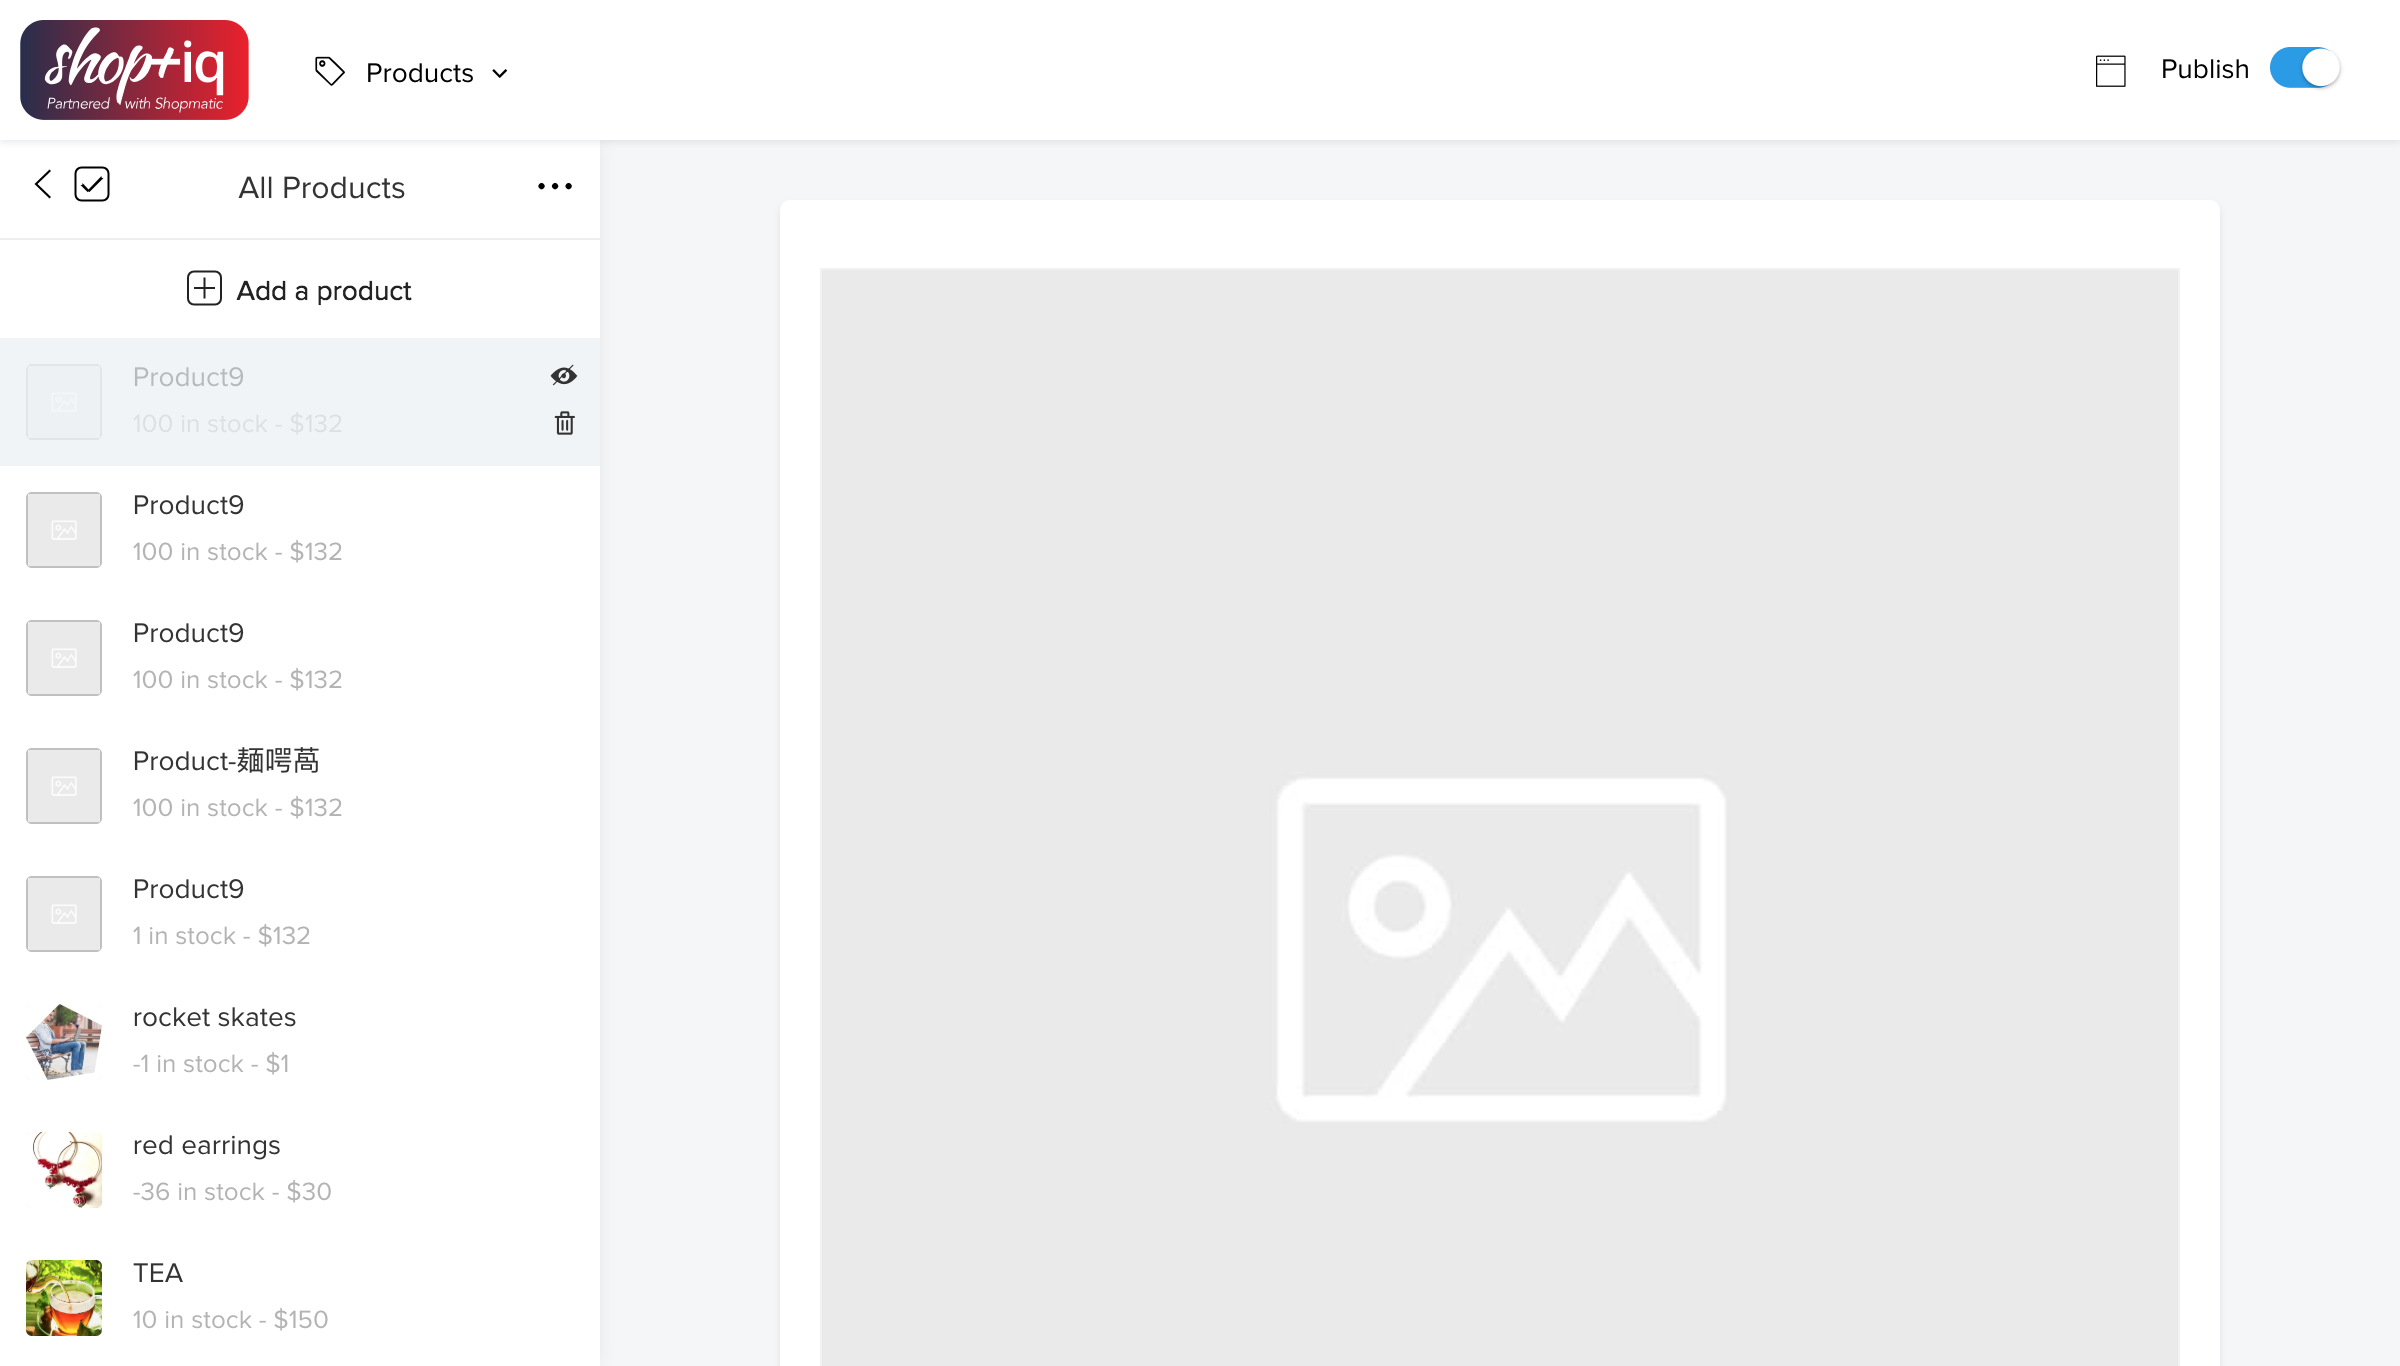 shop+iq
Partnered with Shopmatic
Products
Publish
All Products
Add a product
Product9
100 in stock - $132
Product9
100 in stock - $132
Product9
100 in stock - $132
Product-麺咢萵
100 in stock - $132
Product9
1 in stock - $132
rocket skates
-1 in stock - $1
red earrings
-36 in stock - $30
TEA
10 in stock - $150